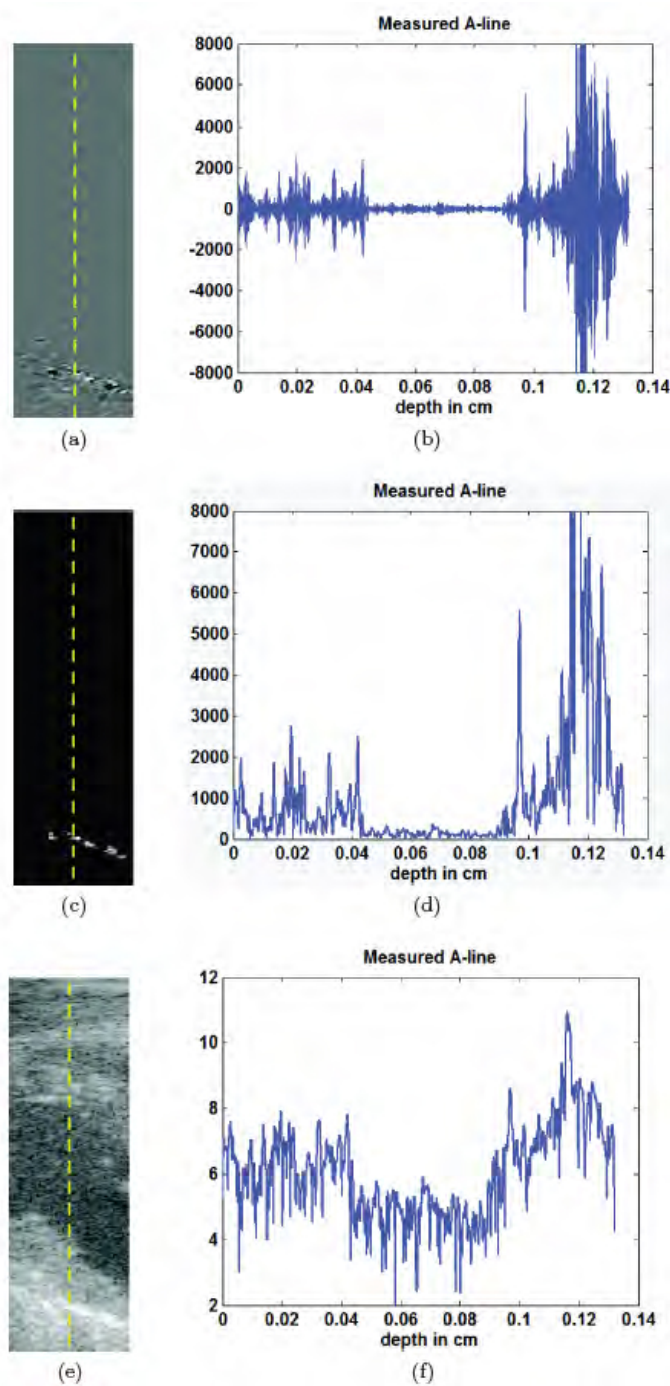 Measured A-line
8000
6000
4000
2000
0
-2000
-4000
-6000
-8000
0 0.02 0.04 0.06 0.08 0.1 0.12 0.14
depth in cm
(a) (b)
Measured A-line
8000
7000
6000
5000
4000
3000
2000
1000
0
0 0.02 0.04 0.06 0.08 0.1 0.12 0.14
depth in cm
(c) (d)
Measured A-line
12
10
8
6
4
2
0 0.02 0.04 0.06 0.08 0.1 0.12 0.14
depth in cm
(e) (f)